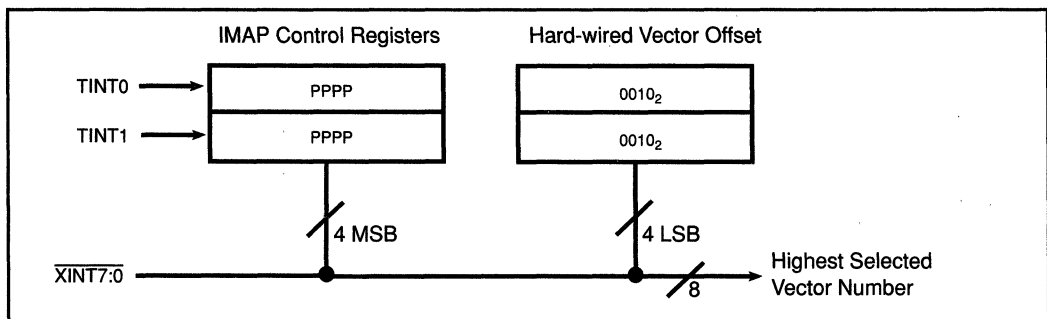 IMAP Control Registers
Hard-wired Vector Offset
TINT0
PPPP
0010₂
TINT1
PPPP
0010₂
4 MSB
4 LSB
XINT7:0
8
Highest Selected
Vector Number